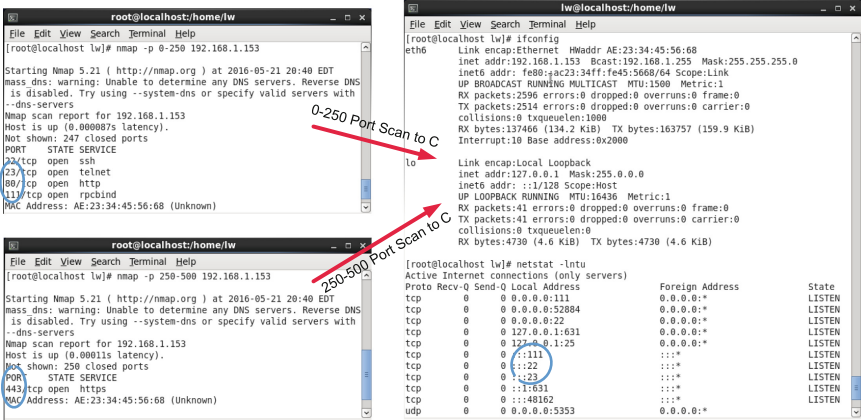 root@localhost:/home/lw
File Edit View Search Terminal Help
[root@localhost lw]# nmap -p 0-250 192.168.1.153
Starting Nmap 5.21 ( http://nmap.org ) at 2016-05-21 20:40 EDT
mass_dns: warning: Unable to determine any DNS servers. Reverse DNS
is disabled. Try using --system-dns or specify valid servers with
--dns-servers
Nmap scan report for 192.168.1.153
Host is up (0.000087s latency).
Not shown: 247 closed ports
PORT STATE SERVICE
22/tcp open ssh
23/tcp open telnet
80/tcp open http
111/tcp open rpcbind
MAC Address: AE:23:34:45:56:68 (Unknown)
root@localhost:/home/lw
File Edit View Search Terminal Help
[root@localhost lw]# nmap -p 250-500 192.168.1.153
Starting Nmap 5.21 ( http://nmap.org ) at 2016-05-21 20:40 EDT
mass_dns: warning: Unable to determine any DNS servers. Reverse DNS
is disabled. Try using --system-dns or specify valid servers with
--dns-servers
Nmap scan report for 192.168.1.153
Host is up (0.00011s latency).
Not shown: 250 closed ports
PORT STATE SERVICE
443/tcp open https
MAC Address: AE:23:34:45:56:68 (Unknown)
0-250 Port Scan to C
250-500 Port Scan to C
lw@localhost:/home/lw
File Edit View Search Terminal Help
[root@localhost lw]# ifconfig
eth6 Link encap:Ethernet HWaddr AE:23:34:45:56:68
inet addr:192.168.1.153 Bcast:192.168.1.255 Mask:255.255.255.0
inet6 addr: fe80::ac23:34ff:fe45:5668/64 Scope:Link
UP BROADCAST RUNNING MULTICAST MTU:1500 Metric:1
RX packets:2596 errors:0 dropped:0 overruns:0 frame:0
TX packets:2514 errors:0 dropped:0 overruns:0 carrier:0
collisions:0 txqueuelen:1000
RX bytes:137466 (134.2 KiB) TX bytes:163757 (159.9 KiB)
Interrupt:10 Base address:0x2000
lo Link encap:Local Loopback
inet addr:127.0.0.1 Mask:255.0.0.0
inet6 addr: ::1/128 Scope:Host
UP LOOPBACK RUNNING MTU:16436 Metric:1
RX packets:41 errors:0 dropped:0 overruns:0 frame:0
TX packets:41 errors:0 dropped:0 overruns:0 carrier:0
collisions:0 txqueuelen:0
RX bytes:4730 (4.6 KiB) TX bytes:4730 (4.6 KiB)
[root@localhost lw]# netstat -lntu
Active Internet connections (only servers)
Proto Recv-Q Send-Q Local Address Foreign Address State
tcp 0 0 0.0.0.0:111 0.0.0.0:* LISTEN
tcp 0 0 0.0.0.0:52884 0.0.0.0:* LISTEN
tcp 0 0 0.0.0.0:22 0.0.0.0:* LISTEN
tcp 0 0 127.0.0.1:631 0.0.0.0:* LISTEN
tcp 0 0 127.0.0.1:25 0.0.0.0:* LISTEN
tcp 0 0 :::111 :::* LISTEN
tcp 0 0 :::22 :::* LISTEN
tcp 0 0 :::23 :::* LISTEN
tcp 0 0 ::1:631 :::* LISTEN
tcp 0 0 :::48162 :::* LISTEN
udp 0 0 0.0.0.0:5353 0.0.0.0:*